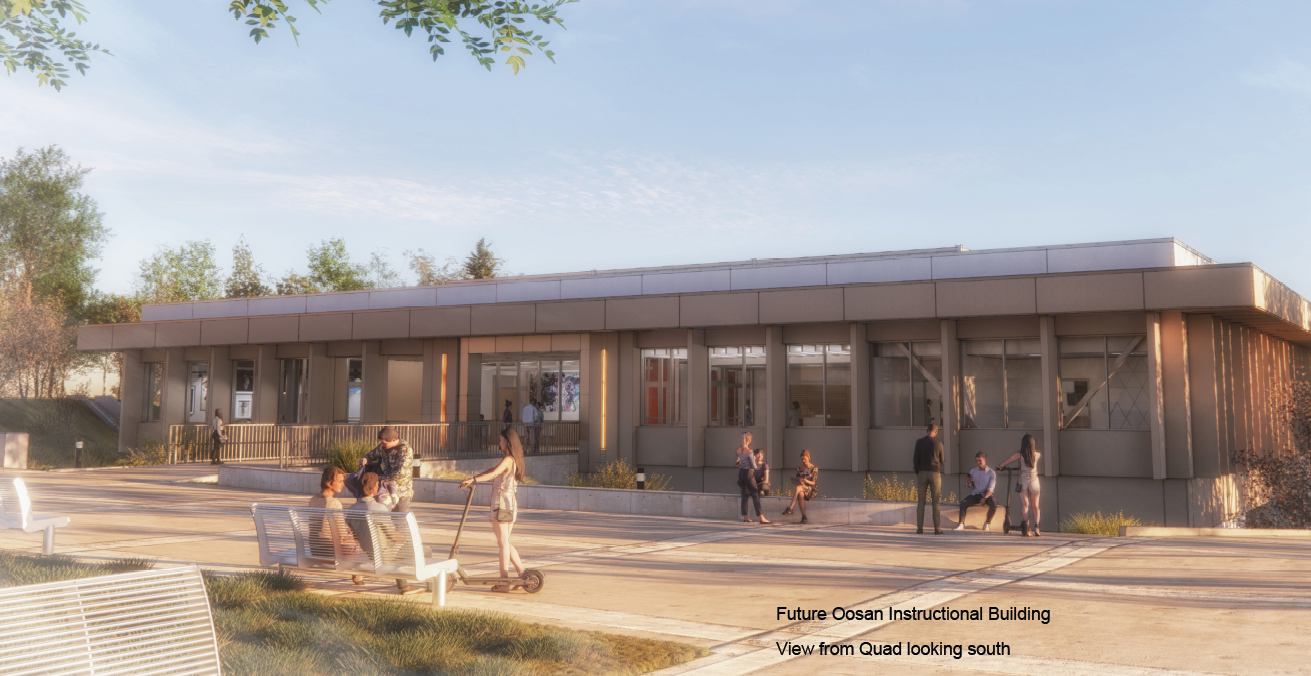 Future Oosan Instructional Building
View from Quad looking south